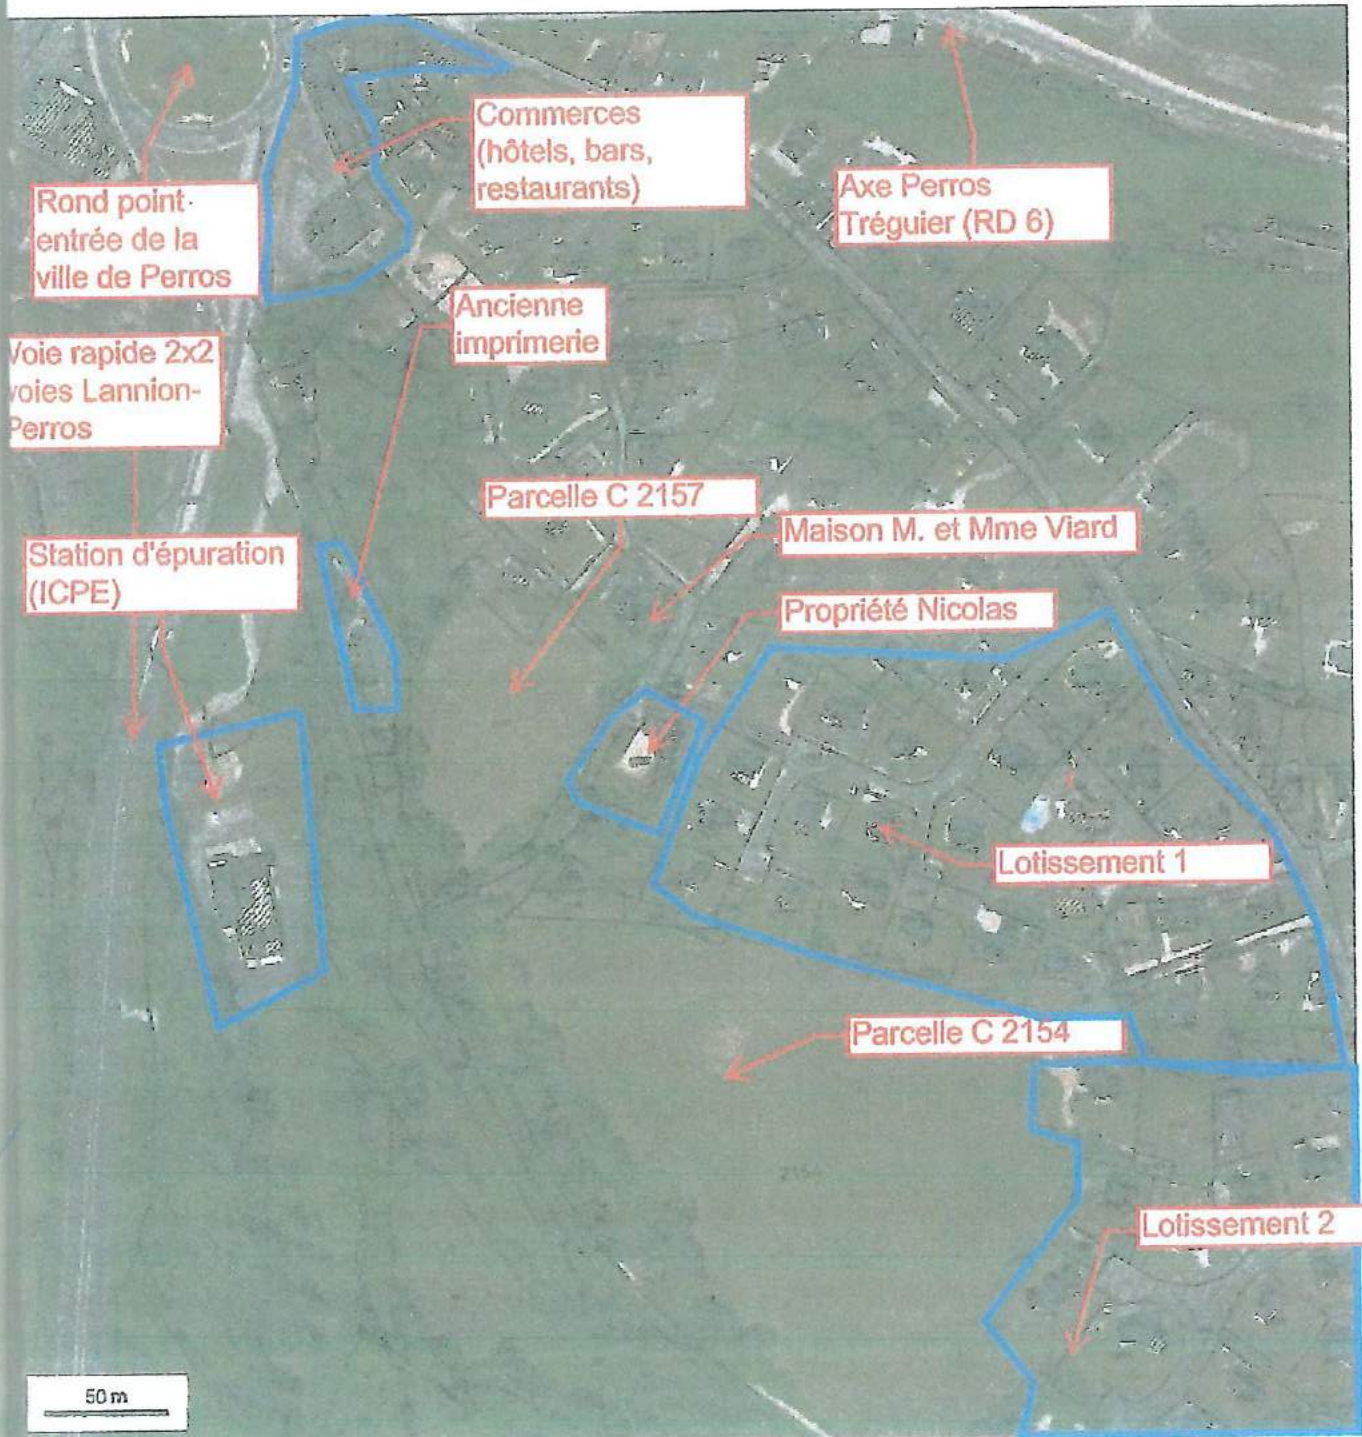 Commerces
(hôtels, bars,
restaurants)
Axe Perros
Tréguier (RD 6)
Rond point
entrée de la
ville de Perros
Ancienne
imprimerie
Voie rapide 2x2
voies Lannion-
Perros
Parcelle C 2157
Maison M. et Mme Viard
Station d'épuration
(ICPE)
Propriété Nicolas
Lotissement 1
Parcelle C 2154
2154
Lotissement 2
50 m